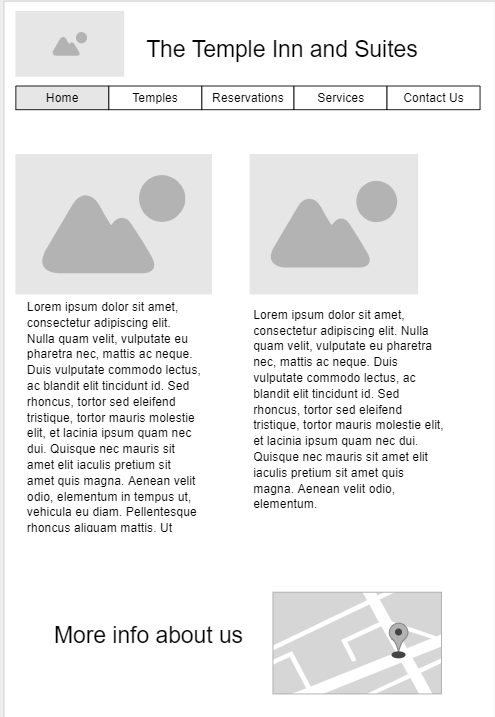 The Temple Inn and Suites
Home Temples Reservations Services Contact Us
Lorem ipsum dolor sit amet,
consectetur adipiscing elit.
Nulla quam velit, vulputate eu
pharetra nec, mattis ac neque.
Duis vulputate commodo lectus,
ac blandit elit tincidunt id. Sed
rhoncus, tortor sed eleifend
tristique, tortor mauris molestie
elit, et lacinia ipsum quam nec
dui. Quisque nec mauris sit
amet elit iaculis pretium sit
amet quis magna. Aenean velit
odio, elementum in tempus ut,
vehicula eu diam. Pellentesque
rhoncus aliquam mattis. Ut
Lorem ipsum dolor sit amet,
consectetur adipiscing elit. Nulla
quam velit, vulputate eu pharetra
nec, mattis ac neque. Duis
vulputate commodo lectus, ac
blandit elit tincidunt id. Sed
rhoncus, tortor sed eleifend
tristique, tortor mauris molestie elit,
et lacinia ipsum quam nec dui.
Quisque nec mauris sit amet elit
iaculis pretium sit amet quis
magna. Aenean velit odio,
elementum.
More info about us